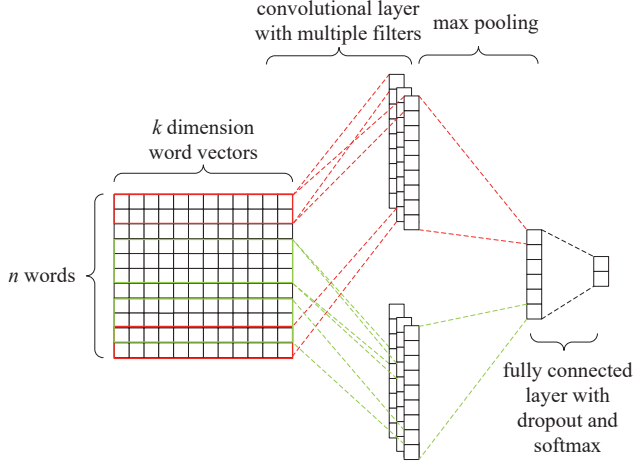 convolutional layer
with multiple filters
max pooling
k dimension
word vectors
n words
fully connected
layer with
dropout and
softmax